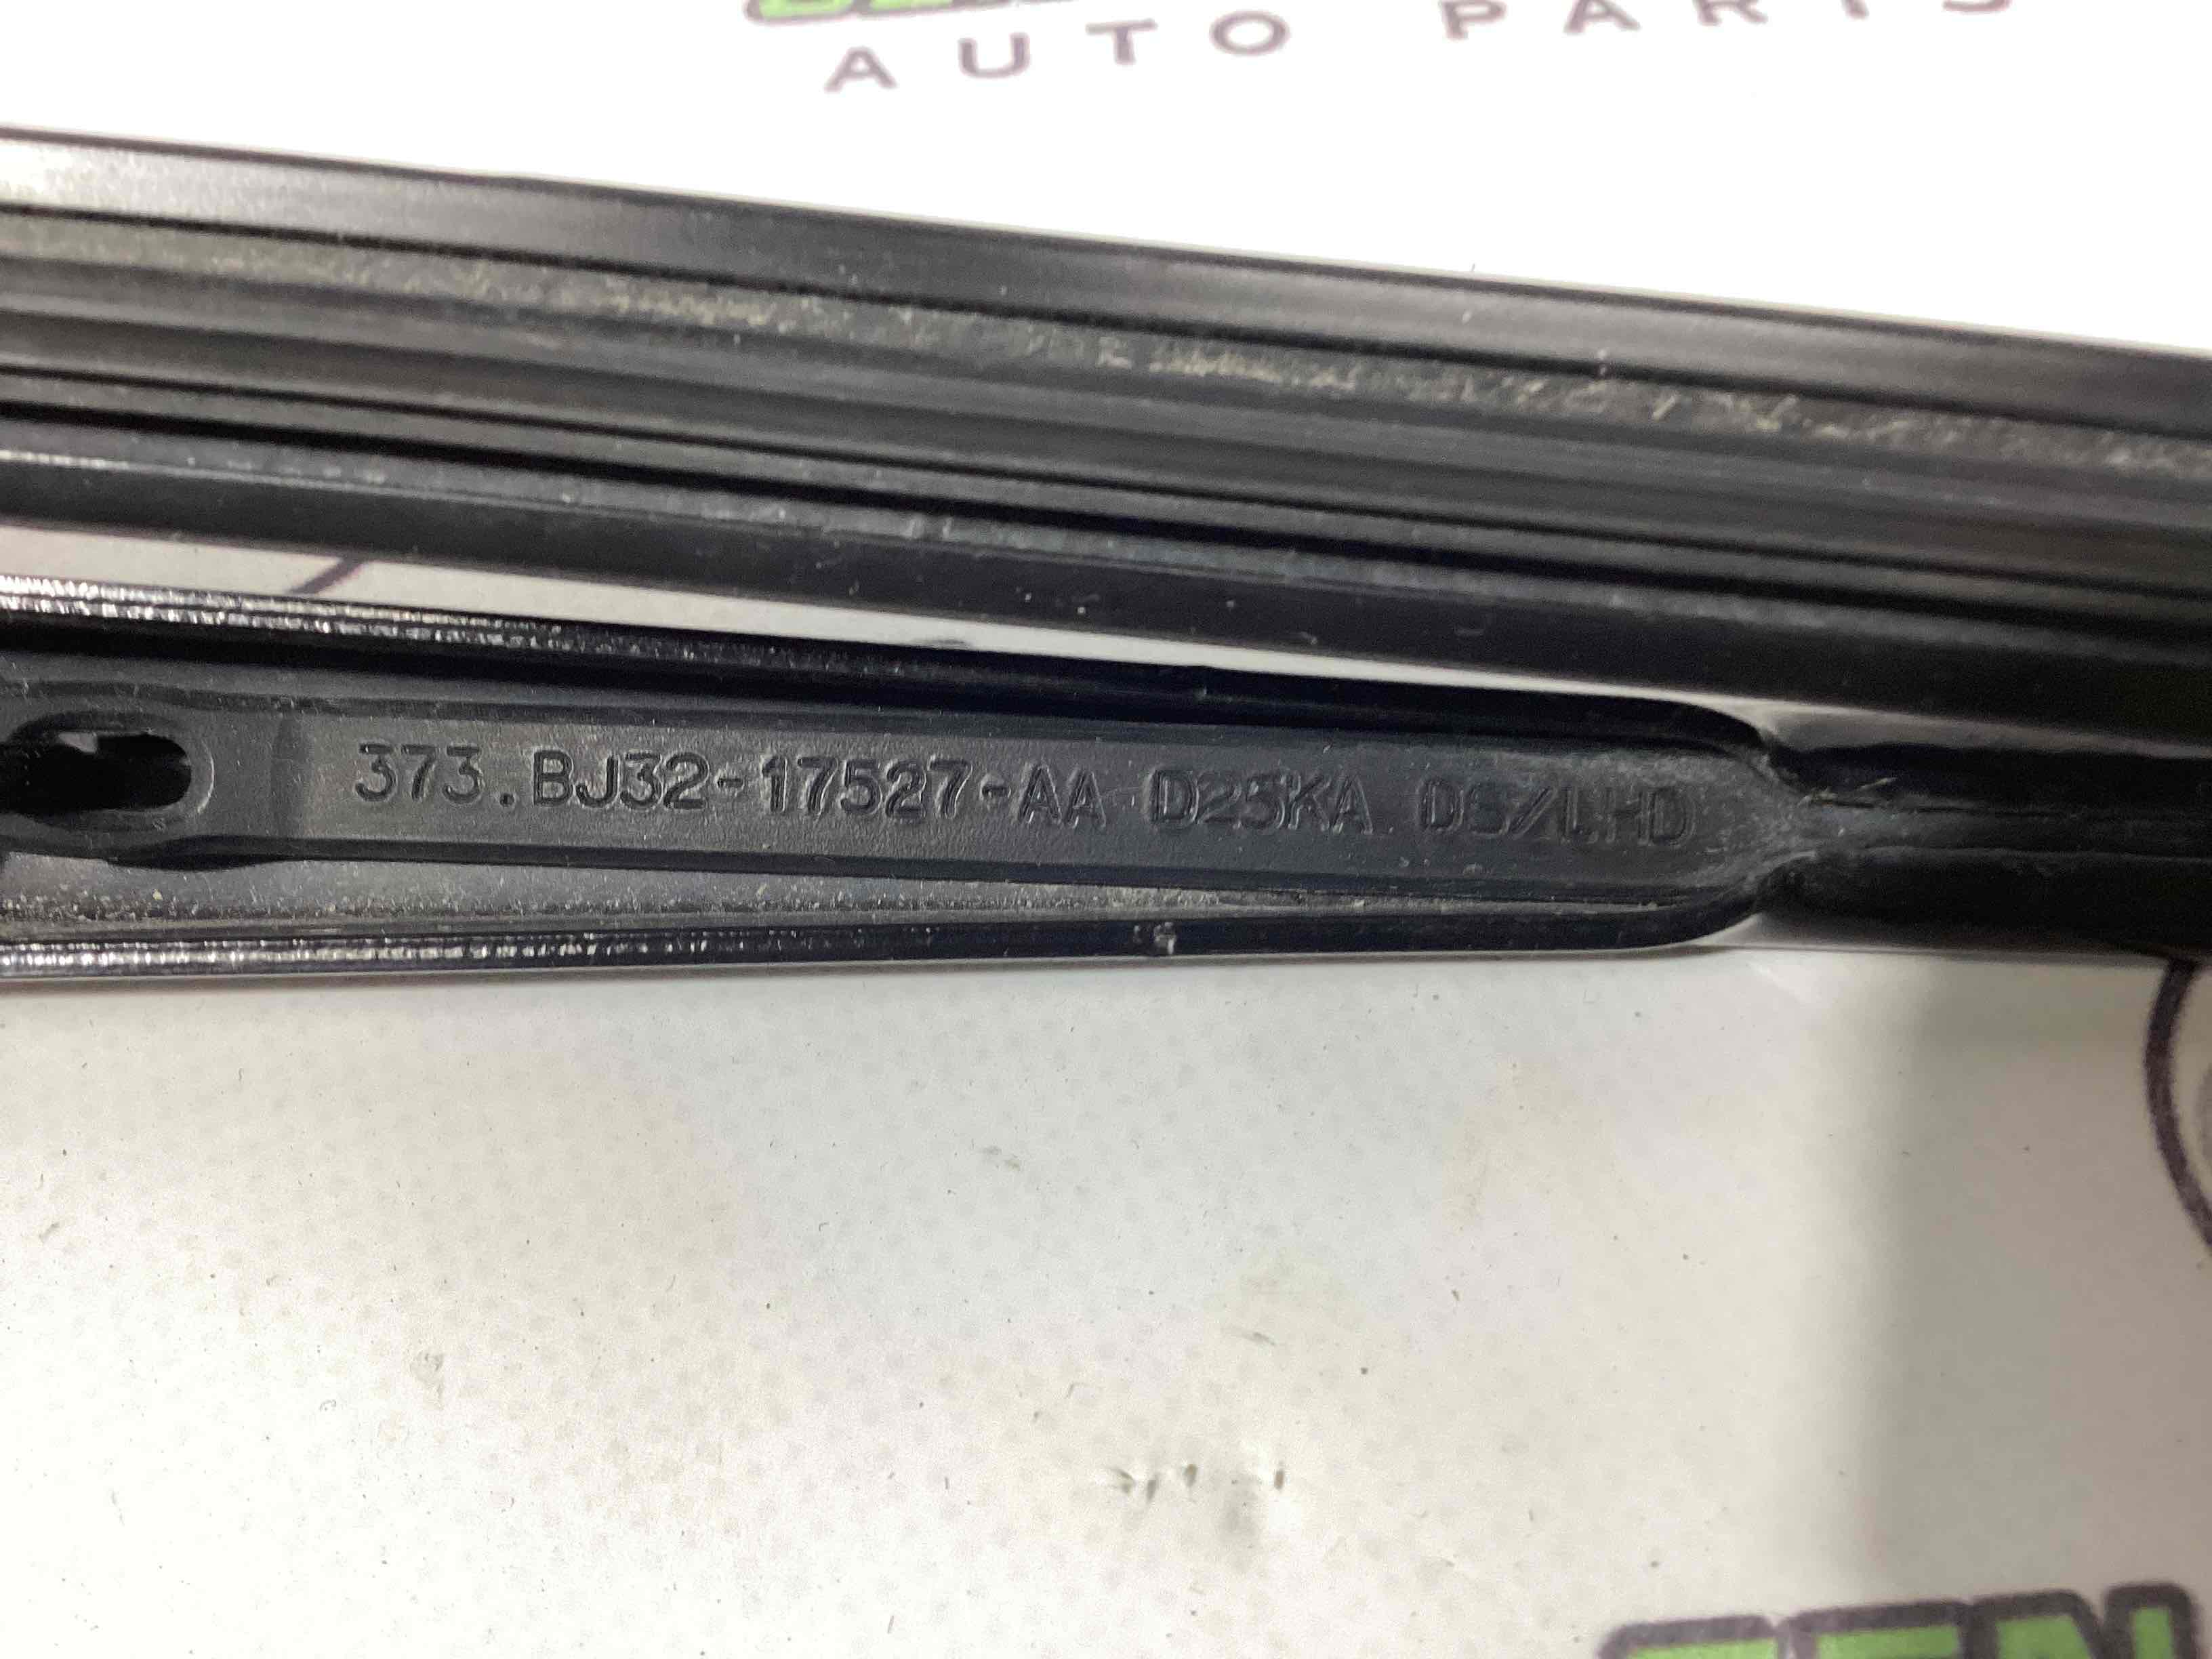 AUTO PARTS
373.BJ32-17527-AA D25KA DS/LHD